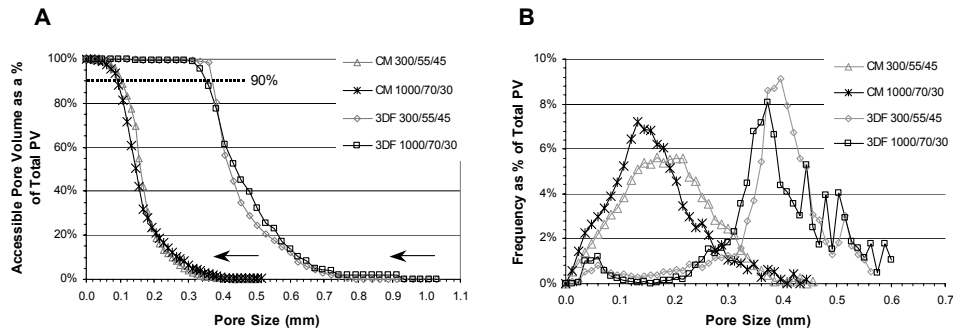 A
Accessible Pore Volume as a %
of Total PV
100%
80%
60%
40%
20%
0%
90%
CM 300/55/45
CM 1000/70/30
3DF 300/55/45
3DF 1000/70/30
0.0 0.1 0.2 0.3 0.4 0.5 0.6 0.7 0.8 0.9 1.0 1.1
Pore Size (mm)
B
Frequency as % of Total PV
10%
8%
6%
4%
2%
0%
CM 300/55/45
CM 1000/70/30
3DF 300/55/45
3DF 1000/70/30
0.0 0.1 0.2 0.3 0.4 0.5 0.6 0.7
Pore Size (mm)